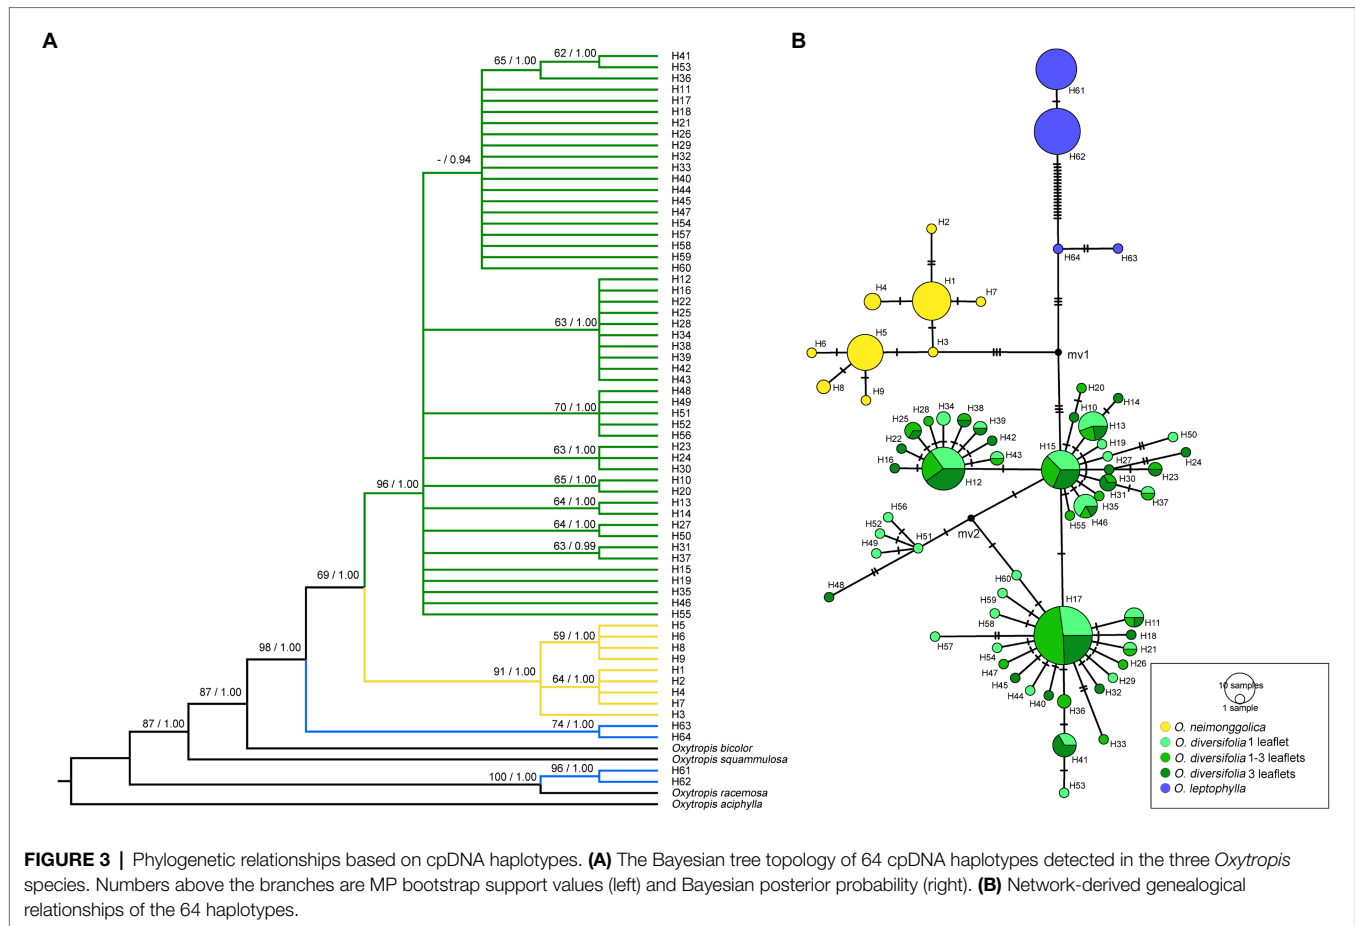 A
62 / 1.00
65 / 1.00
- / 0.94
63 / 1.00
70 / 1.00
63 / 1.00
65 / 1.00
64 / 1.00
64 / 1.00
63 / 0.99
96 / 1.00
69 / 1.00
59 / 1.00
91 / 1.00
64 / 1.00
98 / 1.00
74 / 1.00
87 / 1.00
87 / 1.00
96 / 1.00
100 / 1.00
H41
H53
H36
H11
H17
H18
H21
H26
H29
H32
H33
H40
H44
H45
H47
H54
H57
H58
H59
H60
H12
H16
H22
H25
H28
H34
H38
H39
H42
H43
H48
H49
H51
H52
H56
H23
H24
H30
H10
H20
H13
H14
H27
H50
H31
H37
H15
H19
H35
H46
H55
H5
H6
H8
H9
H1
H2
H4
H7
H3
H63
H64
Oxytropis bicolor
Oxytropis squammulosa
H61
H62
Oxytropis racemosa
Oxytropis aciphylla
B
H61
H62
H64
H63
H2
H4
H1
H7
H5
H6
H3
H8
H9
mv1
H20
H10
H14
H13
H28
H34
H38
H25
H39
H22
H42
H43
H16
H12
H15
H19
H50
H27
H24
H30
H23
H31
H37
H35
H46
H55
H56
H52
H49
H51
mv2
H48
H60
H59
H17
H58
H11
H18
H57
H54
H21
H47
H26
H45
H29
H44
H40
H32
H36
H33
H41
H53
10 samples
1 sample
O. neimonggolica
O. diversifolia 1 leaflet
O. diversifolia 1-3 leaflets
O. diversifolia 3 leaflets
O. leptophylla
FIGURE 3 | Phylogenetic relationships based on cpDNA haplotypes. (A) The Bayesian tree topology of 64 cpDNA haplotypes detected in the three Oxytropis
species. Numbers above the branches are MP bootstrap support values (left) and Bayesian posterior probability (right). (B) Network-derived genealogical
relationships of the 64 haplotypes.